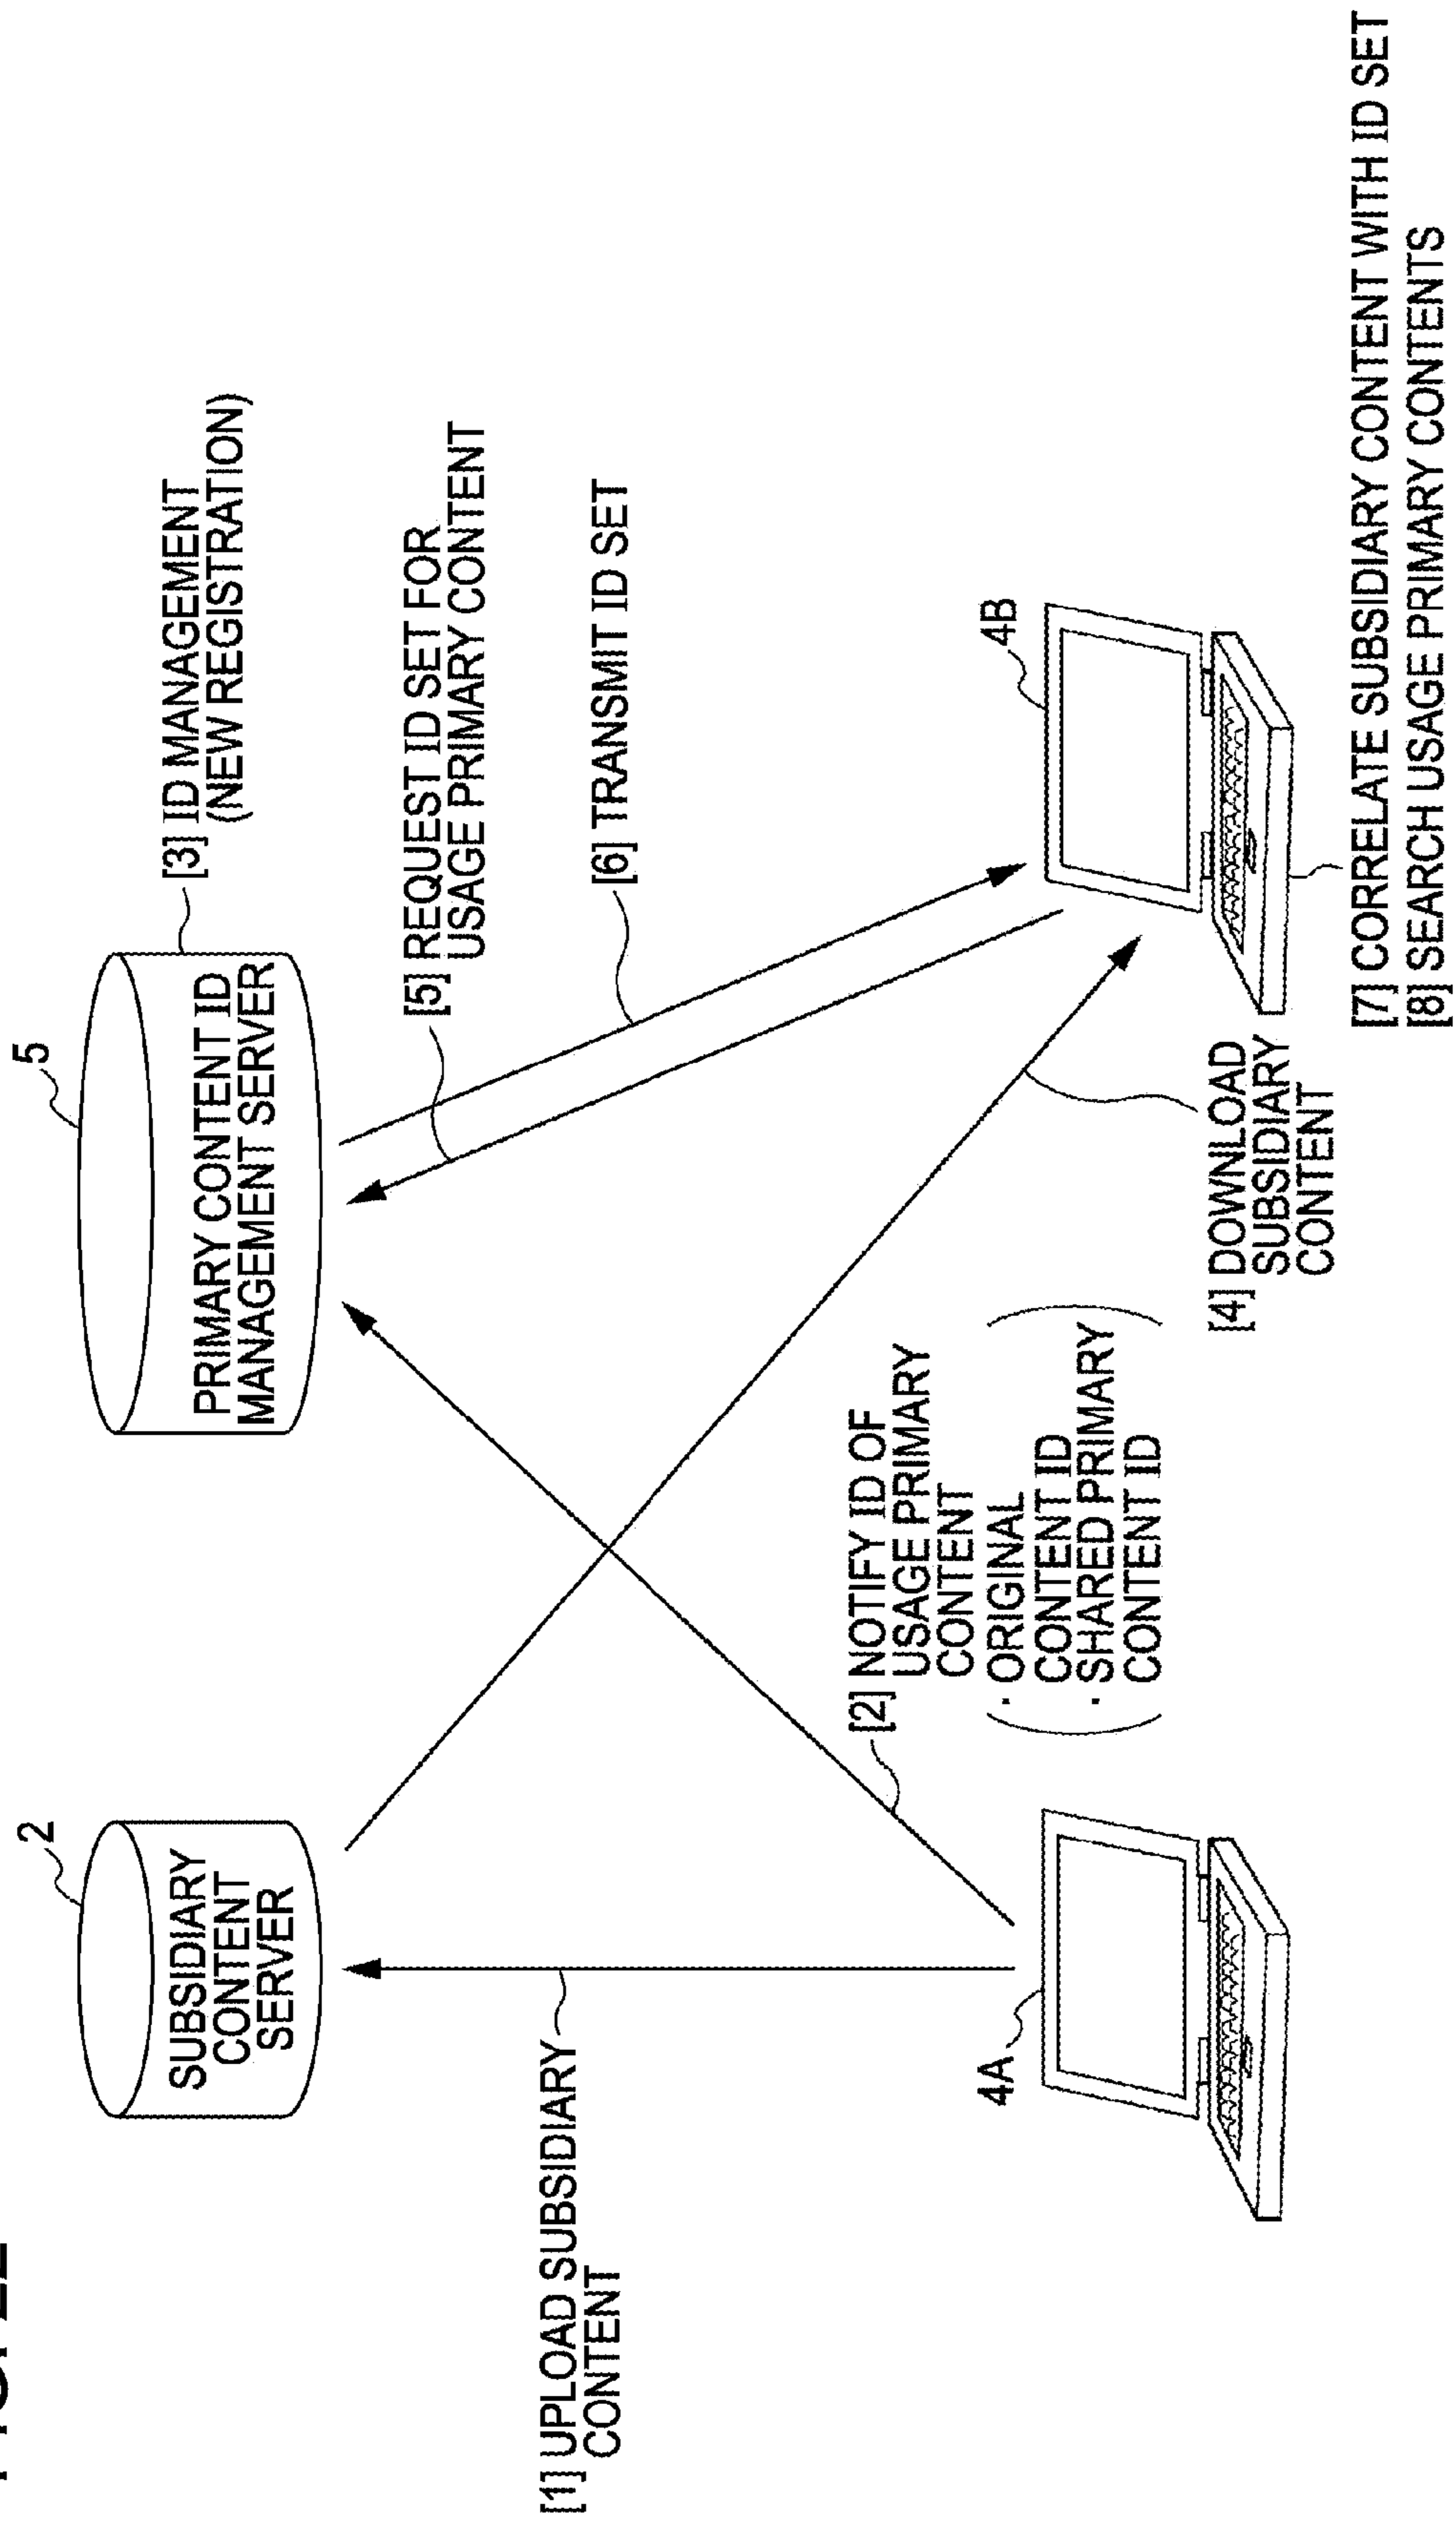 2
SUBSIDIARY
CONTENT
SERVER
5
PRIMARY CONTENT ID
MANAGEMENT SERVER
[3] ID MANAGEMENT
(NEW REGISTRATION)
[1] UPLOAD SUBSIDIARY
CONTENT
[5] REQUEST ID SET FOR
USAGE PRIMARY CONTENT
[6] TRANSMIT ID SET
[2] NOTIFY ID OF
USAGE PRIMARY
CONTENT
· ORIGINAL
CONTENT ID
· SHARED PRIMARY
CONTENT ID
4A
4B
[4] DOWNLOAD
SUBSIDIARY
CONTENT
[7] CORRELATE SUBSIDIARY CONTENT WITH ID SET
[8] SEARCH USAGE PRIMARY CONTENTS